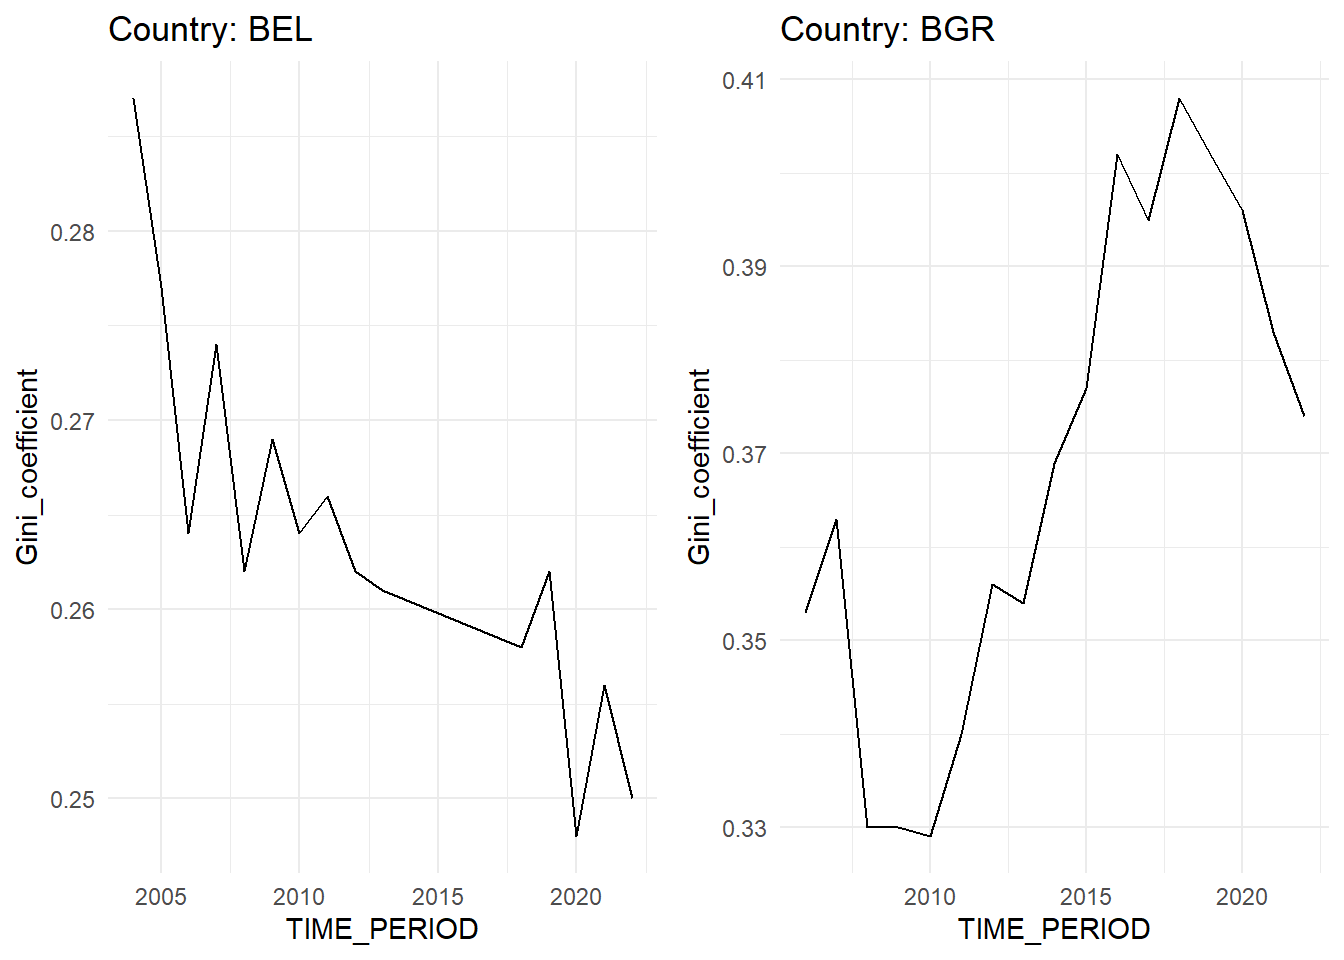 Country: BEL
Gini_coefficient
0.28
0.27
0.26
0.25
2005 2010 2015 2020
TIME_PERIOD
Country: BGR
Gini_coefficient
0.41
0.39
0.37
0.35
0.33
2010 2015 2020
TIME_PERIOD